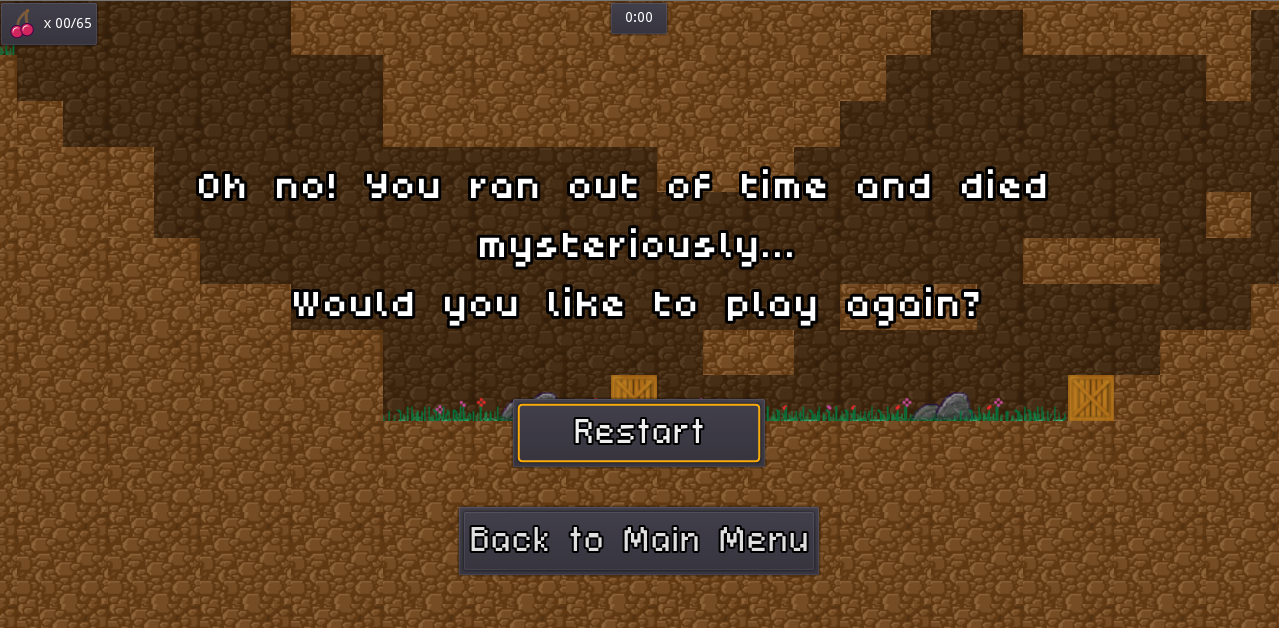 x 00/65
0:00
Oh no! You ran out of time and died
mysteriously...
Would you like to play again?
Restart
Back to Main Menu